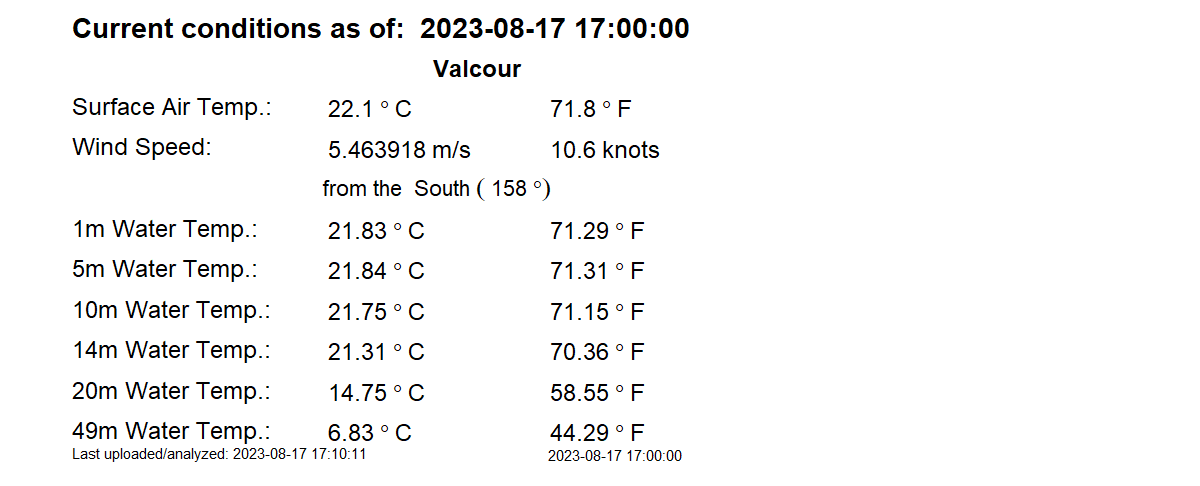 Current conditions as of: 2023-08-17 17:00:00
Valcour
Surface Air Temp.: 22.1 ° C 71.8 ° F
Wind Speed: 5.463918 m/s 10.6 knots
from the South ( 158 °)
1m Water Temp.: 21.83 ° C 71.29 ° F
5m Water Temp.: 21.84 ° C 71.31 ° F
10m Water Temp.: 21.75 ° C 71.15 ° F
14m Water Temp.: 21.31 ° C 70.36 ° F
20m Water Temp.: 14.75 ° C 58.55 ° F
49m Water Temp.: 6.83 ° C 44.29 ° F
Last uploaded/analyzed: 2023-08-17 17:10:11 2023-08-17 17:00:00